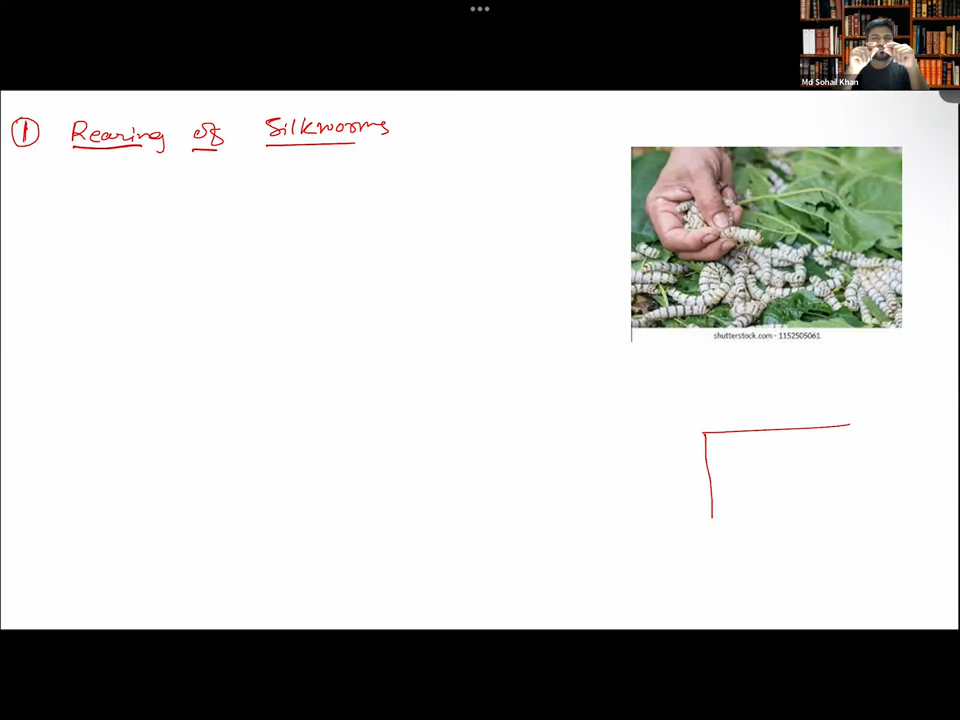 Md Sohail Khan
① Rearing of Silkworms
shutterstock.com · 1152505061